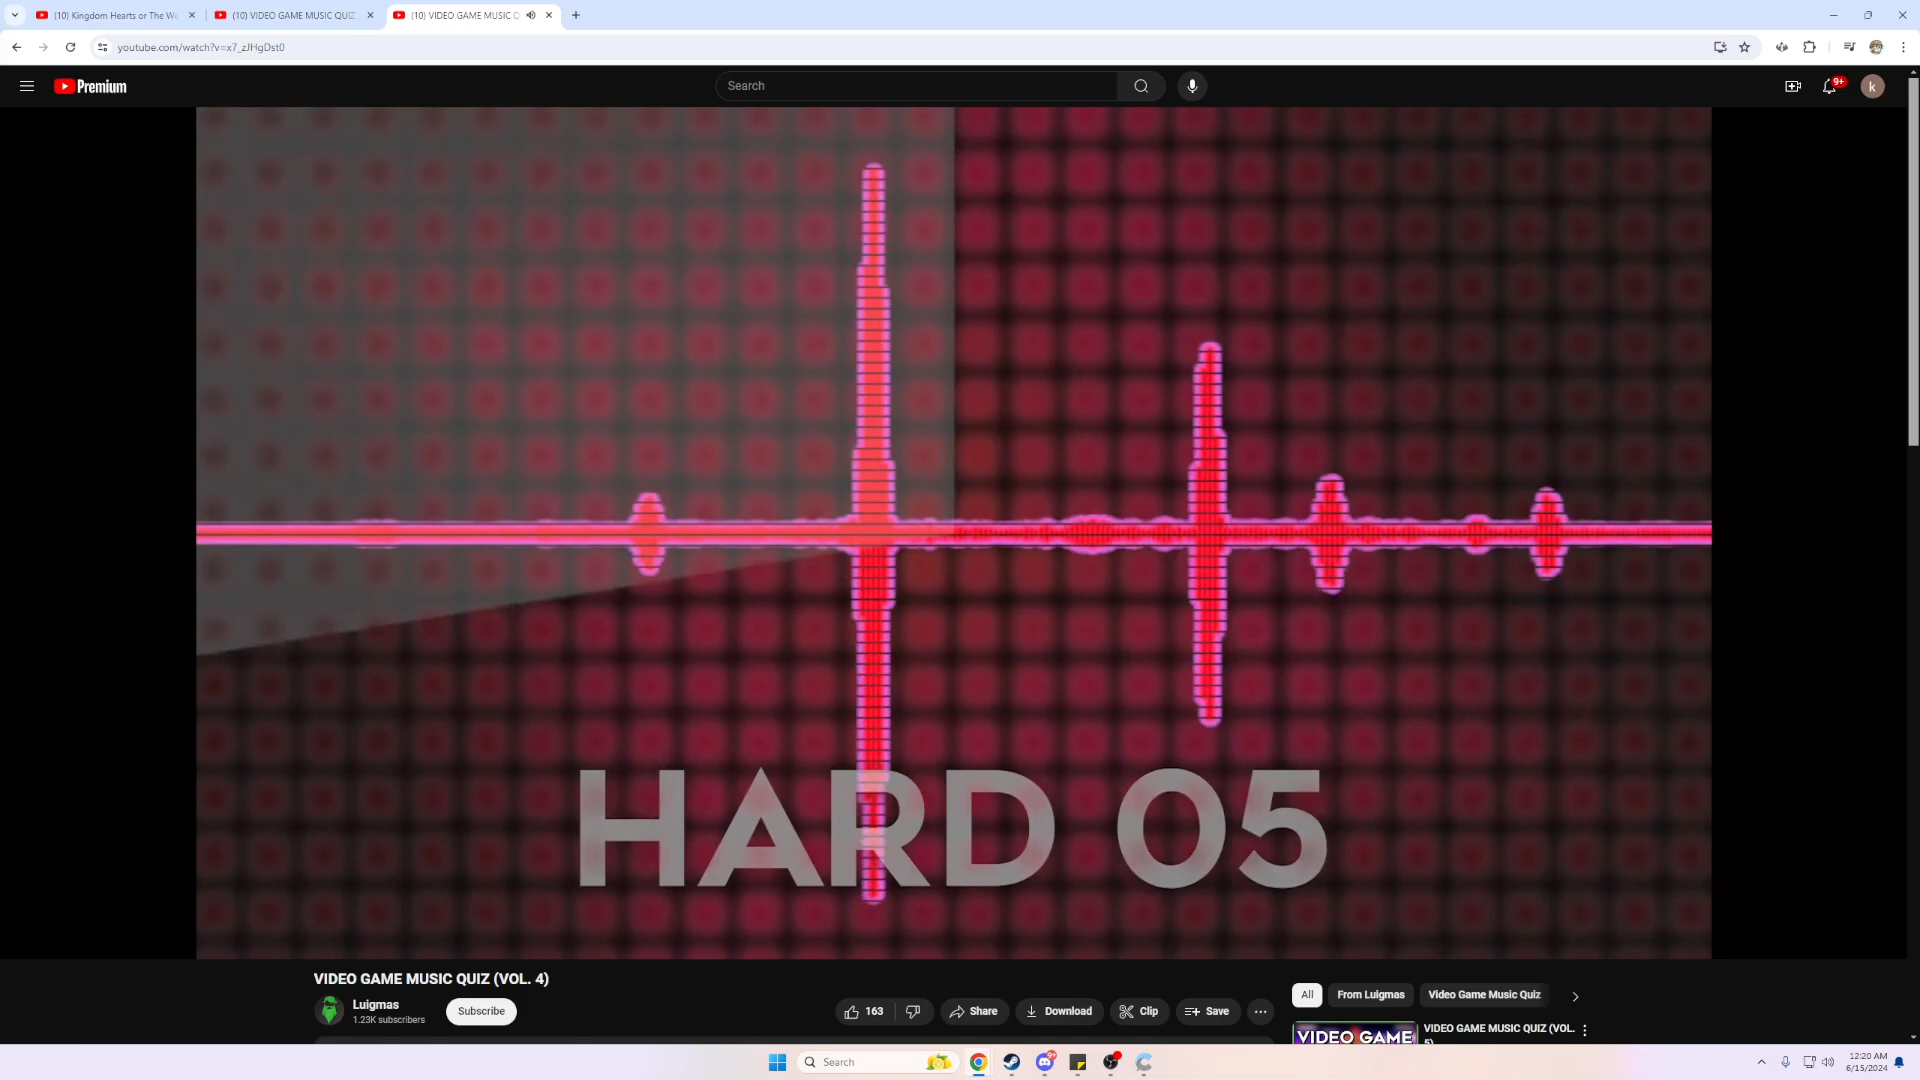 (10) Kingdom Hearts or The We
(10) VIDEO GAME MUSIC QUIZ
(10) VIDEO GAME MUSIC Q
youtube.com/watch?v=x7_zJHgDst0
Premium
Search
9+
k
HARD 05
VIDEO GAME MUSIC QUIZ (VOL. 4)
Luigmas
1.23K subscribers
Subscribe
163
Share
Download
Clip
Save
All
From Luigmas
Video Game Music Quiz
VIDEO GAME
VIDEO GAME MUSIC QUIZ (VOL.
5)
Search
9+
12:20 AM
6/15/2024